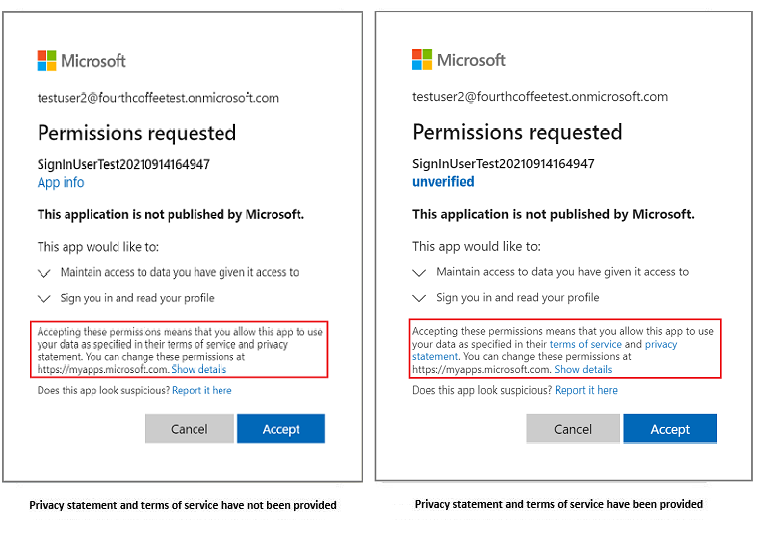 Microsoft
testuser2@fourthcoffeetest.onmicrosoft.com
Permissions requested
SignInUserTest20210914164947
App info
This application is not published by Microsoft.
This app would like to:
Maintain access to data you have given it access to
Sign you in and read your profile
Accepting these permissions means that you allow this app to use
your data as specified in their terms of service and privacy
statement. You can change these permissions at
https://myapps.microsoft.com. Show details
Does this app look suspicious? Report it here
Cancel Accept
Privacy statement and terms of service have not been provided
Microsoft
testuser2@fourthcoffeetest.onmicrosoft.com
Permissions requested
SignInUserTest20210914164947
unverified
This application is not published by Microsoft.
This app would like to:
Maintain access to data you have given it access to
Sign you in and read your profile
Accepting these permissions means that you allow this app to use
your data as specified in their terms of service and privacy
statement. You can change these permissions at
https://myapps.microsoft.com. Show details
Does this app look suspicious? Report it here
Cancel Accept
Privacy statement and terms of service have been provided